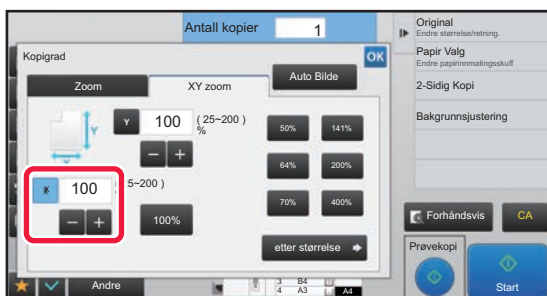 Antall kopier
1
Original
Endre størrelse/retning.
Papir Valg
Endre papirinnmatingsskuff
2-Sidig Kopi
Bakgrunnsjustering
Kopigrad
OK
Zoom
XY zoom
Auto Bilde
Y
Y
100
( 25~200 )
%
50%
141%
64%
200%
70%
400%
X
100
5~200 )
100%
etter størrelse
Forhåndsvis
CA
Prøvekopi
Start
Andre
3 B4
4 A3
A4